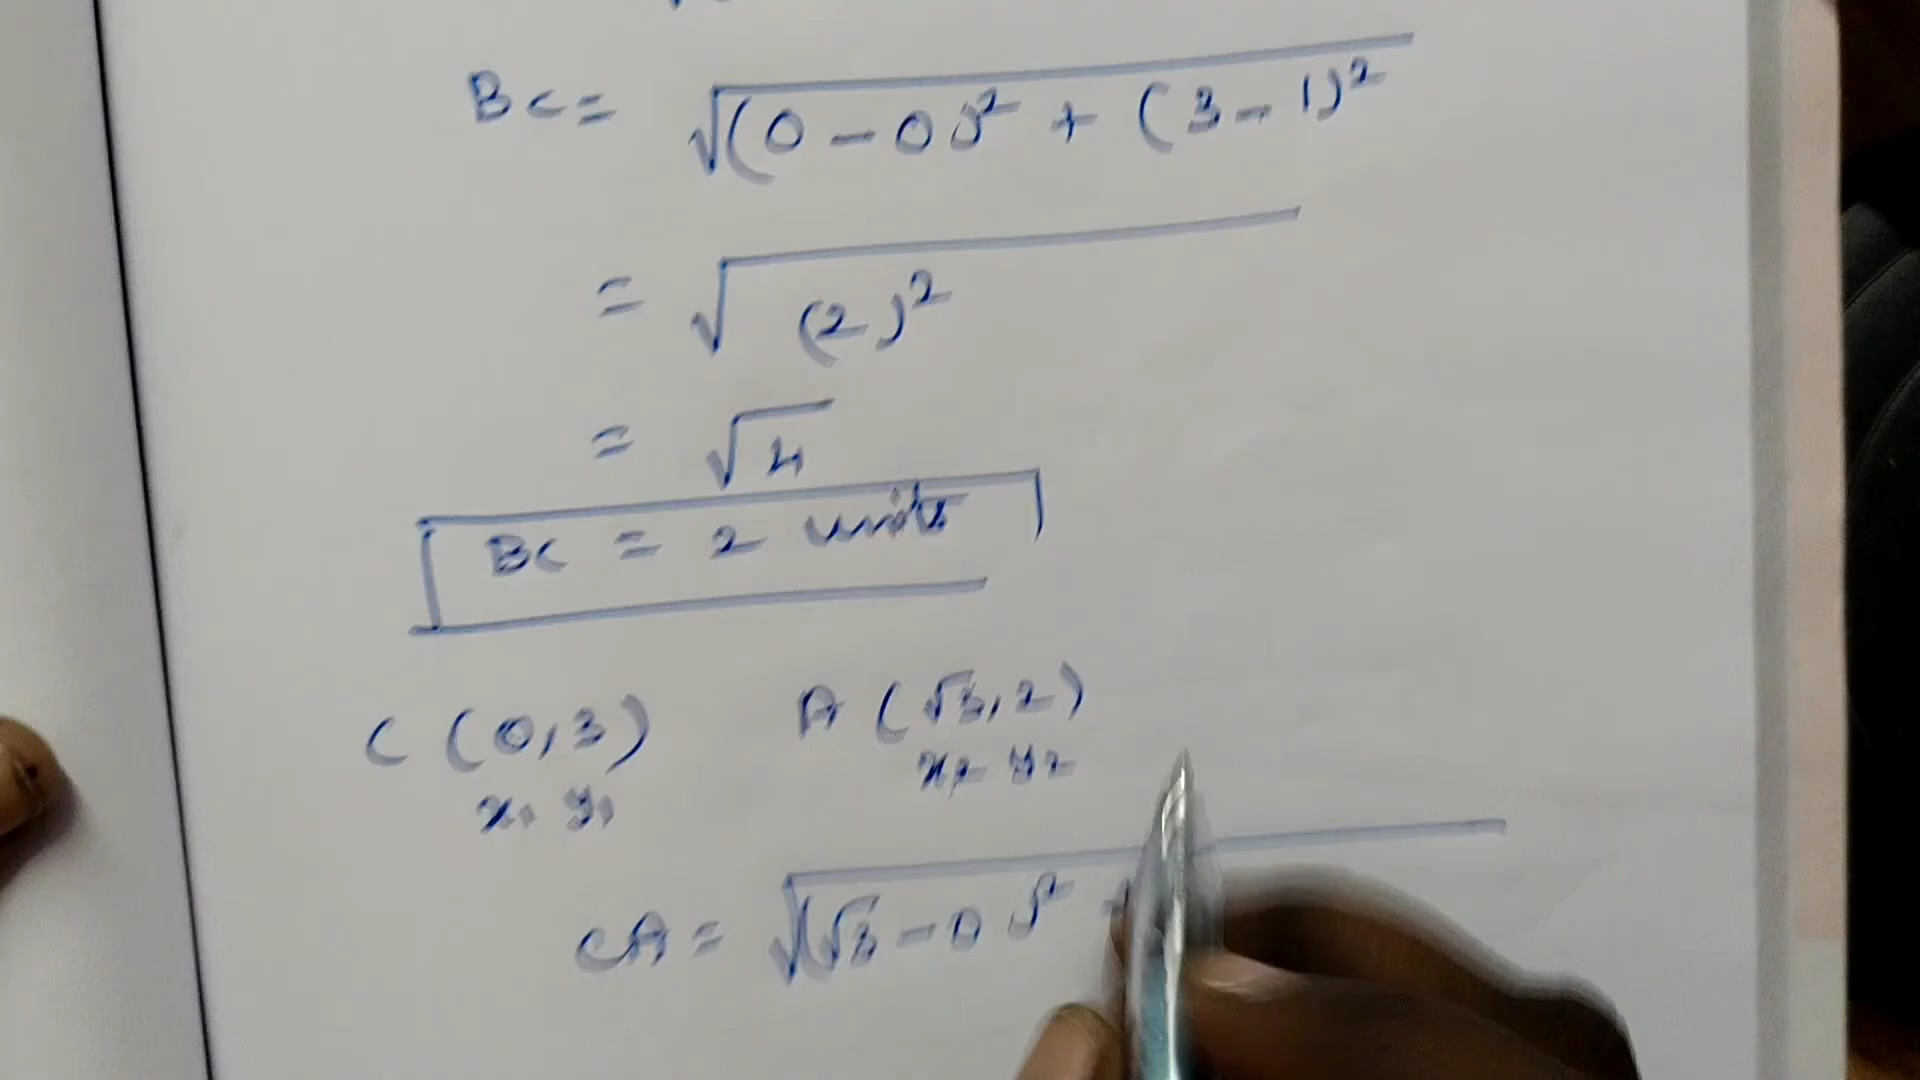 BC = √(0 - 0)² + (3 - 1)²
= √(2)²
= √4
BC = 2 units
C (0,3) A (√3,2)
x₁ y₁ x₂ y₂
CA = √(√3 - 0)² +